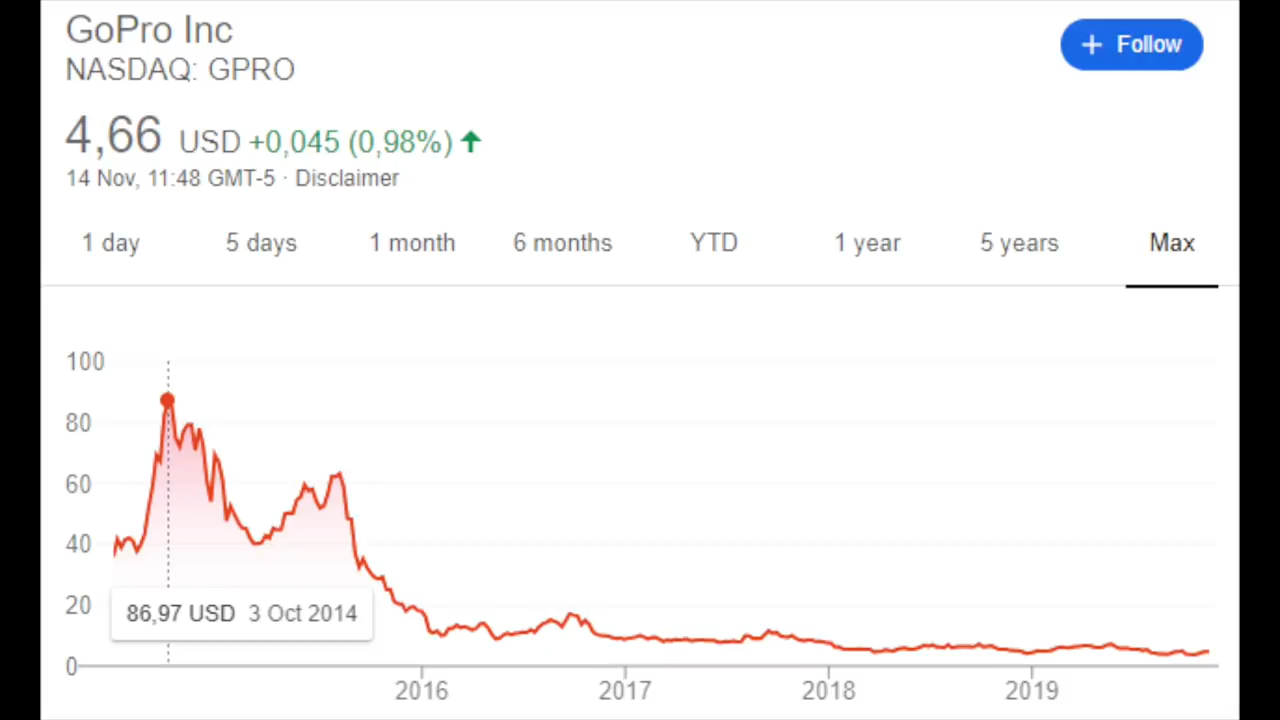 GoPro Inc
NASDAQ: GPRO
+ Follow
4,66 USD +0,045 (0,98%) ↑
14 Nov, 11:48 GMT-5 · Disclaimer
1 day 5 days 1 month 6 months YTD 1 year 5 years Max
100
80
60
40
20
86,97 USD 3 Oct 2014
0
2016 2017 2018 2019